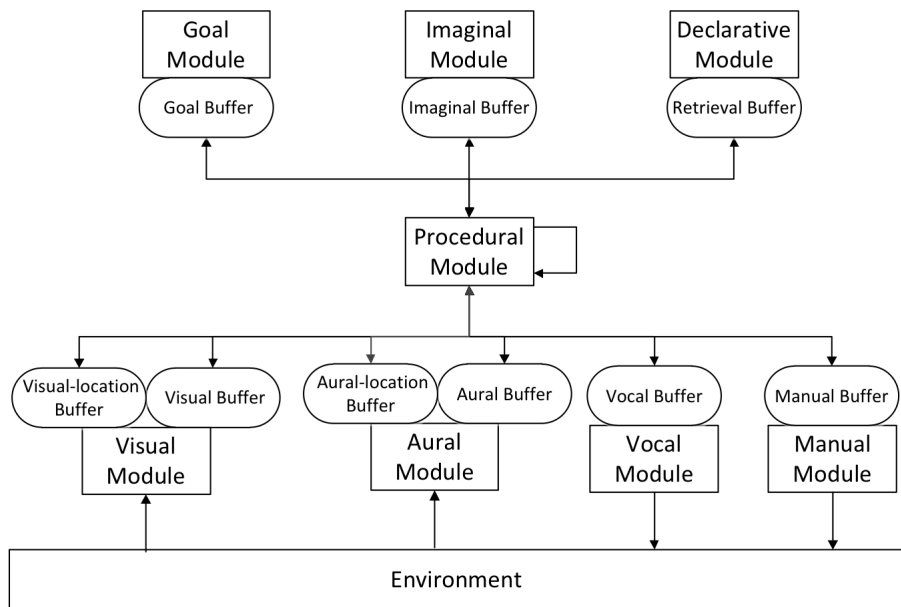 Goal
Module
Goal Buffer
Imaginal
Module
Imaginal Buffer
Declarative
Module
Retrieval Buffer
Procedural
Module
Visual-location
Buffer
Visual Buffer
Visual
Module
Aural-location
Buffer
Aural Buffer
Aural
Module
Vocal Buffer
Vocal
Module
Manual Buffer
Manual
Module
Environment